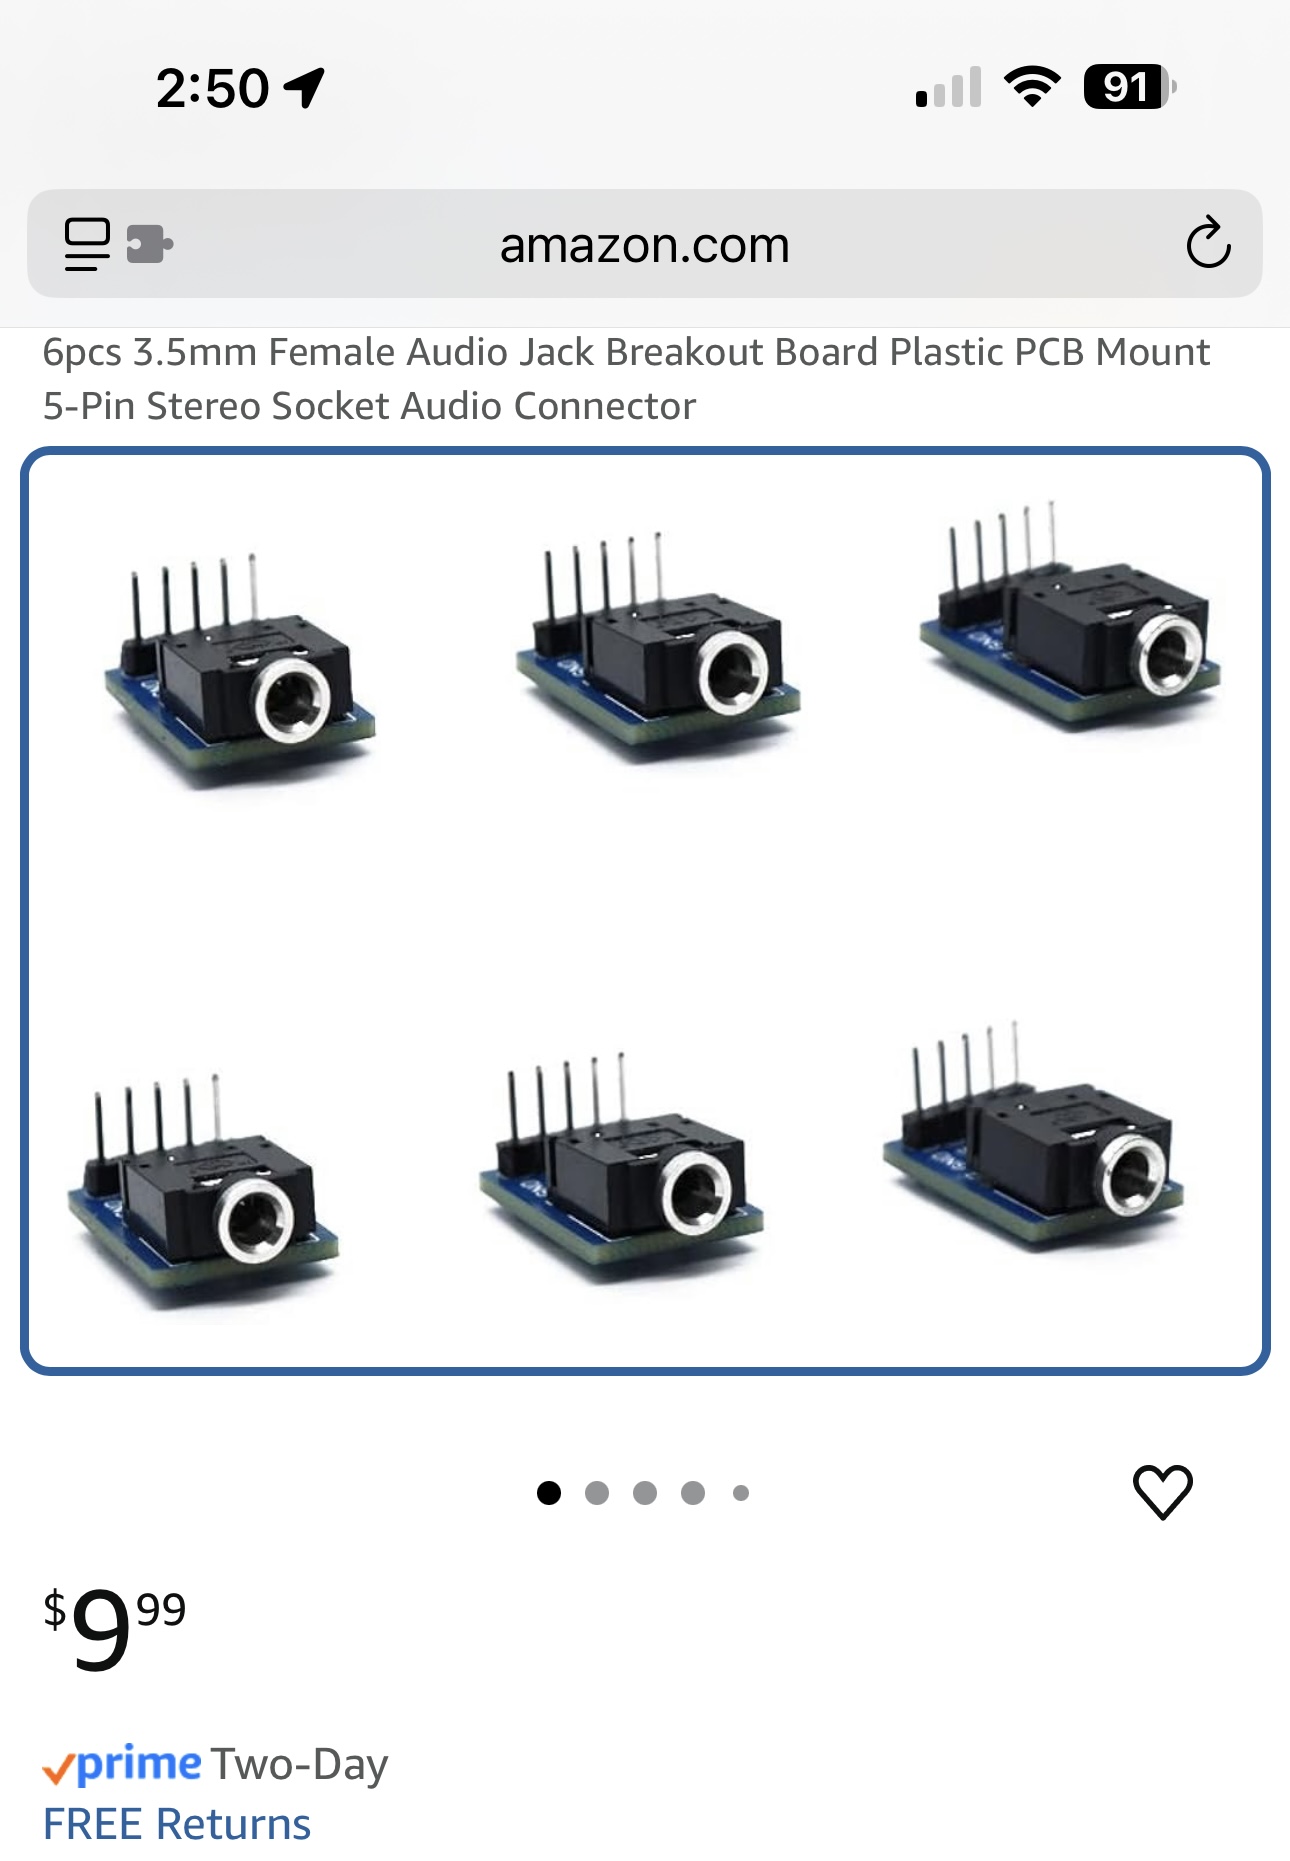 2:50
91
amazon.com
6pcs 3.5mm Female Audio Jack Breakout Board Plastic PCB Mount
5-Pin Stereo Socket Audio Connector
$9 99
prime Two-Day
FREE Returns